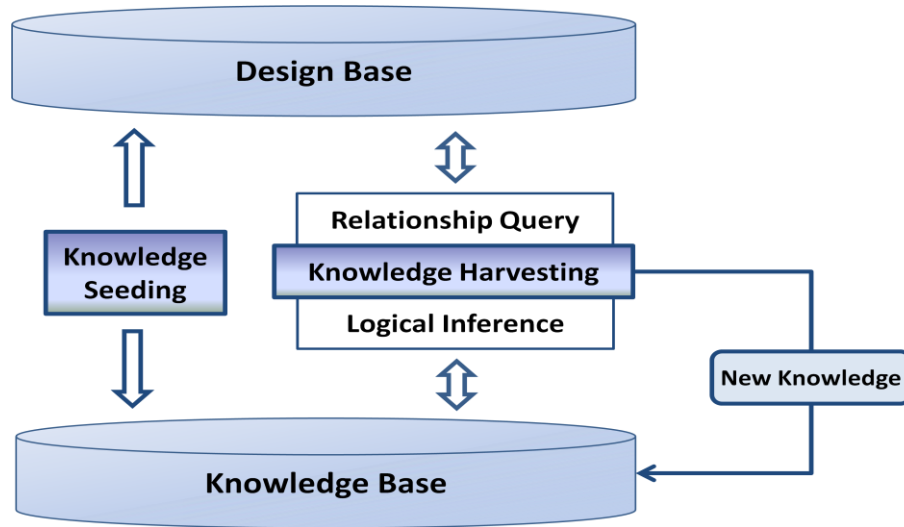 Design Base
Relationship Query
Knowledge
Seeding
Knowledge Harvesting
Logical Inference
New Knowledge
Knowledge Base